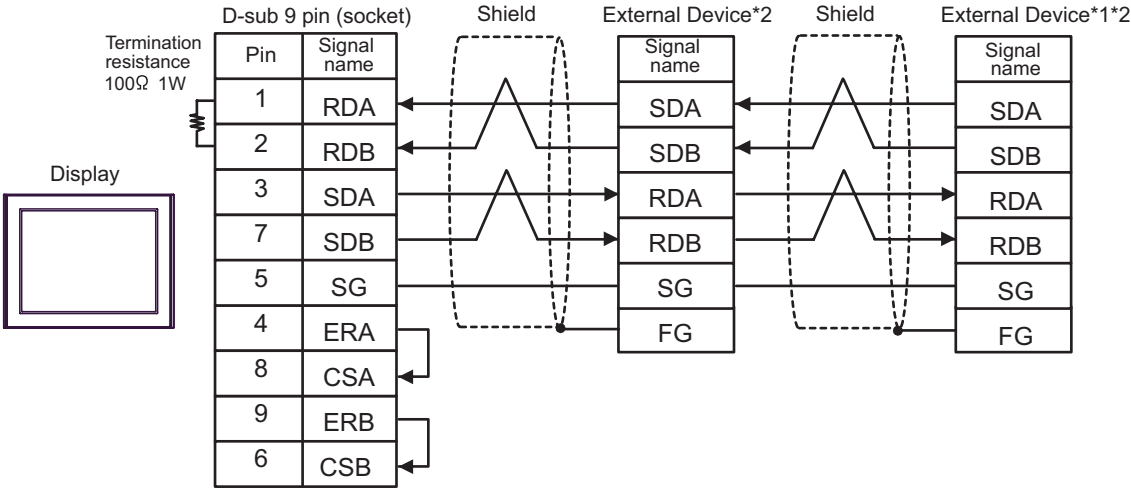 D-sub 9 pin (socket)
Shield
External Device*2
Shield
External Device*1*2
Termination
resistance
100Ω 1W
Display
Pin
Signal
name
1
RDA
2
RDB
3
SDA
7
SDB
5
SG
4
ERA
8
CSA
9
ERB
6
CSB
Signal
name
SDA
SDB
RDA
RDB
SG
FG
Signal
name
SDA
SDB
RDA
RDB
SG
FG